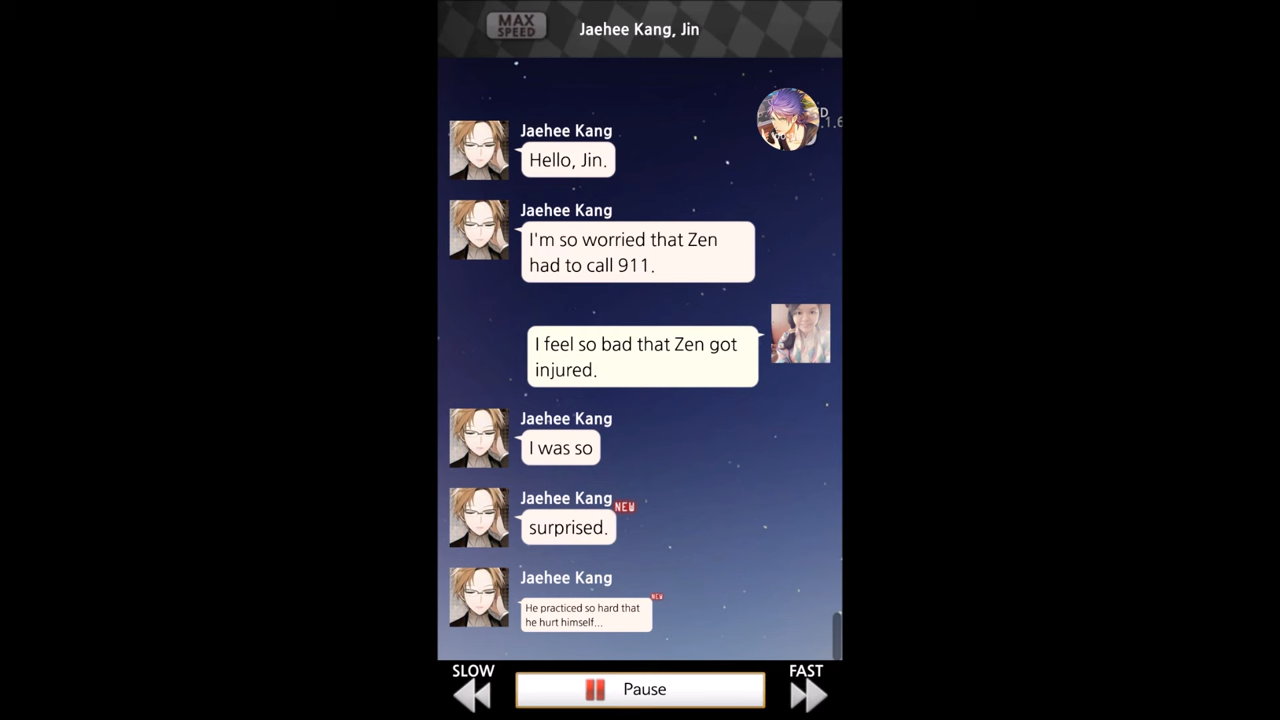 MAX
SPEED
Jaehee Kang, Jin
Jaehee Kang
Hello, Jin.
Jaehee Kang
I'm so worried that Zen
had to call 911.
I feel so bad that Zen got
injured.
Jaehee Kang
I was so
Jaehee Kang
NEW
surprised.
Jaehee Kang
NEW
He practiced so hard that
he hurt himself...
SLOW
FAST
Pause